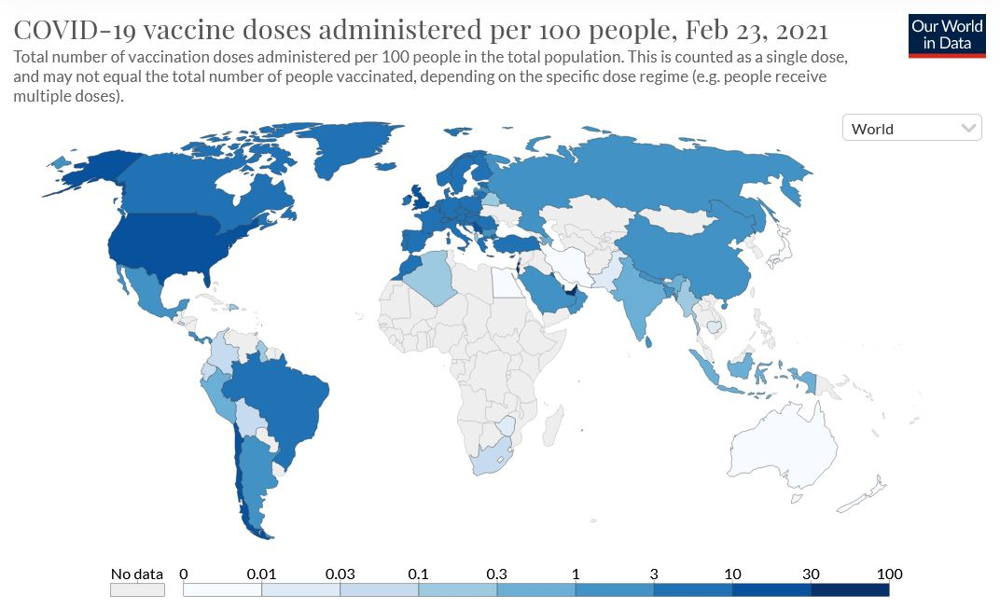 COVID-19 vaccine doses administered per 100 people, Feb 23, 2021
Our World
in Data
Total number of vaccination doses administered per 100 people in the total population. This is counted as a single dose,
and may not equal the total number of people vaccinated, depending on the specific dose regime (e.g. people receive
multiple doses).
World
No data 0 0.01 0.03 0.1 0.3 1 3 10 30 100